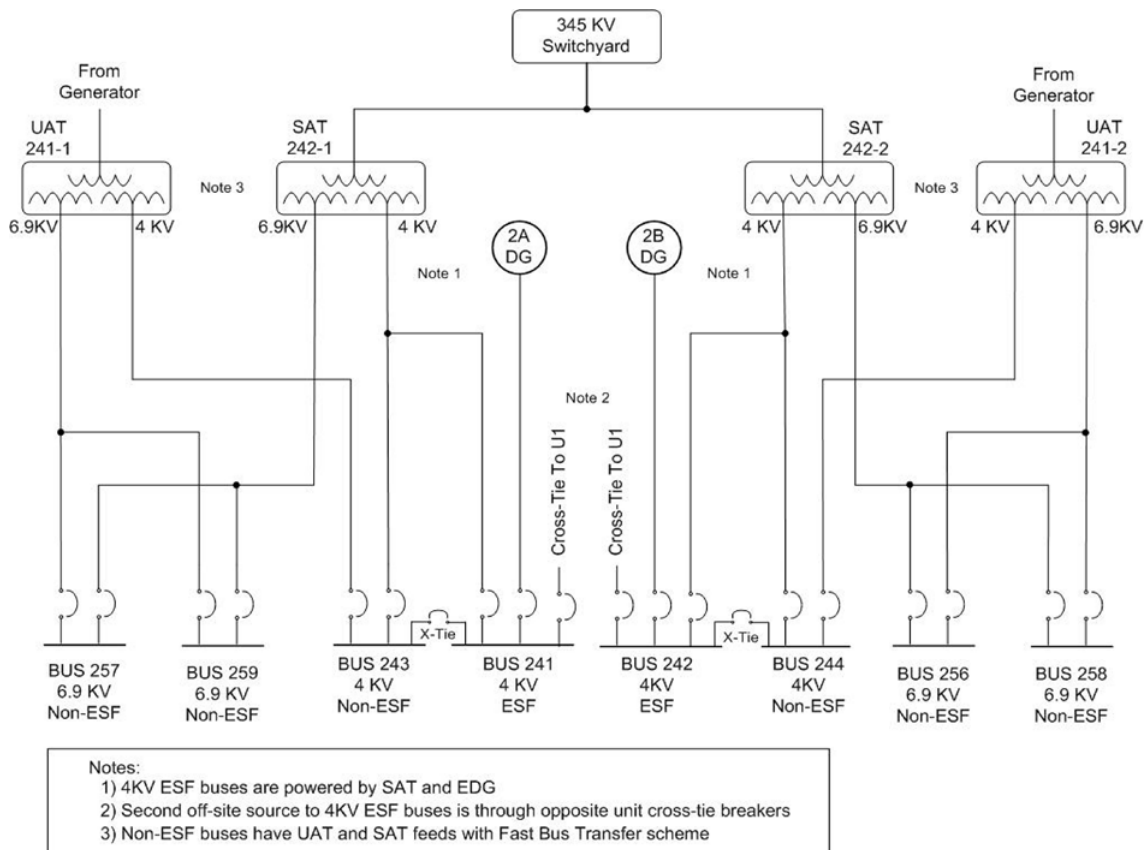 345 KV
Switchyard
From
Generator
From
Generator
UAT
241-1
SAT
242-1
SAT
242-2
UAT
241-2
Note 3
Note 3
6.9KV
4 KV
6.9KV
4 KV
2A
DG
2B
DG
4 KV
6.9KV
4 KV
6.9KV
Note 1
Note 1
Note 2
Cross-Tie To U1
Cross-Tie To U1
X-Tie
X-Tie
BUS 257
6.9 KV
Non-ESF
BUS 259
6.9 KV
Non-ESF
BUS 243
4 KV
Non-ESF
BUS 241
4 KV
ESF
BUS 242
4KV
ESF
BUS 244
4KV
Non-ESF
BUS 256
6.9 KV
Non-ESF
BUS 258
6.9 KV
Non-ESF
Notes:
1) 4KV ESF buses are powered by SAT and EDG
2) Second off-site source to 4KV ESF buses is through opposite unit cross-tie breakers
3) Non-ESF buses have UAT and SAT feeds with Fast Bus Transfer scheme